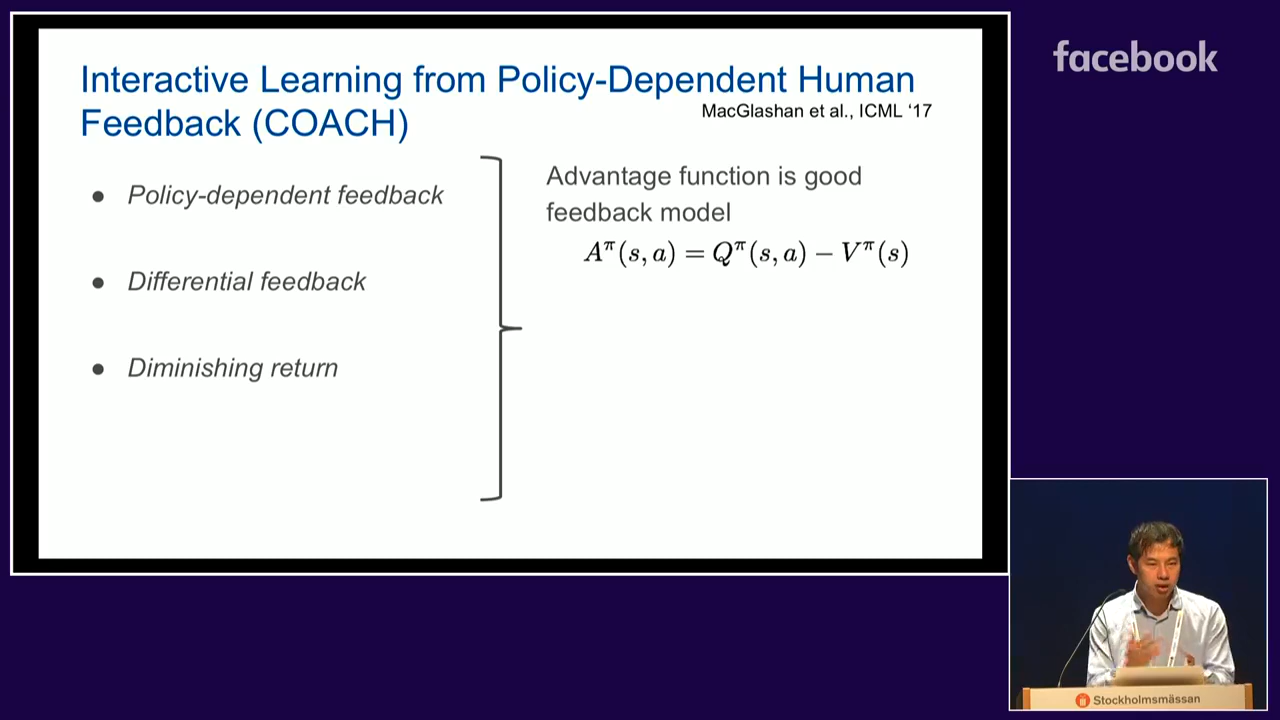 Interactive Learning from Policy-Dependent Human
Feedback (COACH)
MacGlashan et al., ICML ‘17
● Policy-dependent feedback
● Differential feedback
● Diminishing return
Advantage function is good
feedback model
A^π(s, a) = Q^π(s, a) − V^π(s)
facebook
Stockholmsmässan